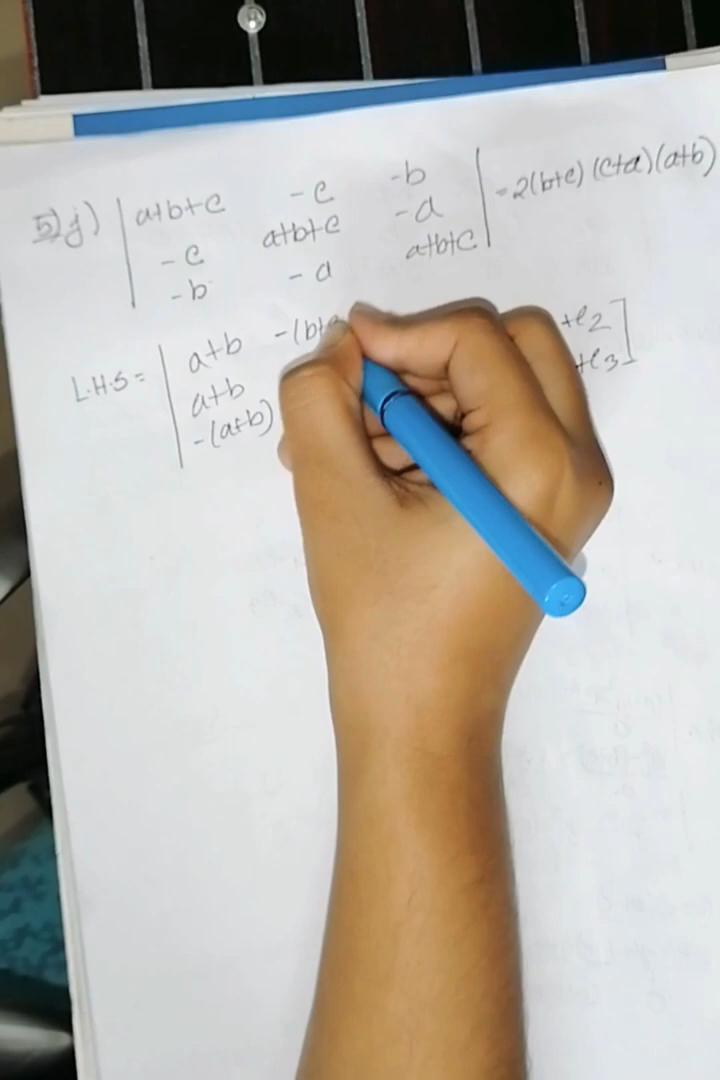 5) j) | a+b+c -c -b | = 2(b+c) (c+a) (a+b)
-c a+b+c -a
-b -a a+b+c
L.H.S = | a+b -(b+c +c2 ]
a+b +c3 ]
-(a+b)